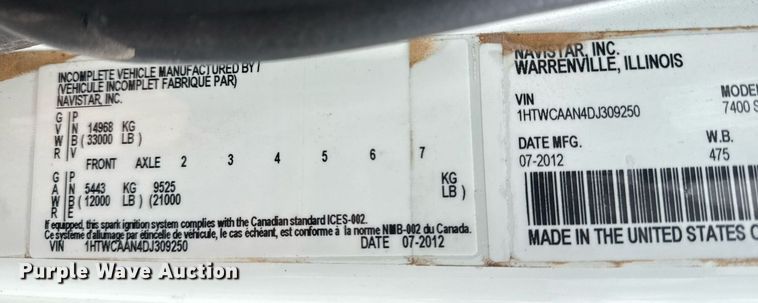 INCOMPLETE VEHICLE MANUFACTURED BY /
(VEHICULE INCOMPLET FABRIQUE PAR)
NAVISTAR, INC.
G P
V N 14968 KG
W B ( 33000 LB )
R V
FRONT AXLE 2 3 4 5 6 7
G P
A N 5443 KG 9525 KG
W B ( 12000 LB ) (21000 LB )
R E
If equipped, this spark ignition system complies with the Canadian standard ICES-002.
Ce système d'allumage par étincelle de véhicule, le cas échéant, est conforme à la norme NMB-002 du Canada.
VIN 1HTWCAAN4DJ309250 DATE 07-2012
NAVISTAR, INC.
WARRENVILLE, ILLINOIS
VIN MODE
1HTWCAAN4DJ309250 7400 S
DATE MFG. W.B.
07-2012 475
MADE IN THE UNITED STATES O
Purple Wave Auction